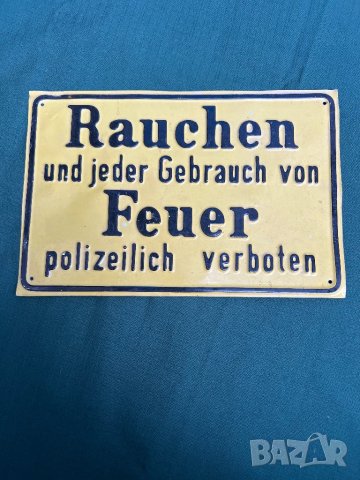 Rauchen
und jeder Gebrauch von
Feuer
polizeilich verboten
BAZAR